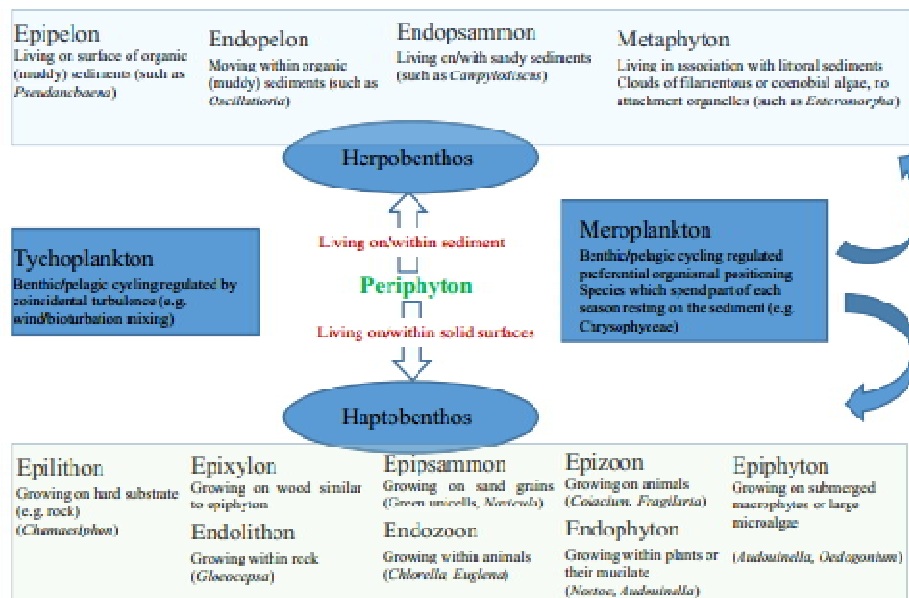 Epipelon
Living on surface of organic
(muddy) sediments (such as
Pseudanabaena)
Endopelon
Moving within organic
(muddy) sediments (such as
Oscillatioria)
Endopsammon
Living on/with sandy sediments
(such as Campylodiscus)
Metaphyton
Living in association with littoral sediments
Clouds of filamentous or coenobial algae, no
attachment organelles (such as Enteromorpha)
Herpobenthos
Living on/within sediment
Periphyton
Living on/within solid surfaces
Haptobenthos
Tychoplankton
Benthic/pelagic cyclingregulated by
coincidental turbulence (e.g.
wind/bioturbation mixing)
Meroplankton
Benthic/pelagic cycling regulated
preferential organismal positioning
Species which spend part of each
season resting on the sediment (e.g.
Chrysophyceae)
Epilithon
Growing on hard substrate
(e.g. rock)
(Chamaesiphon)
Epixylon
Growing on wood similar
to epiphyton
Endolithon
Growing within rock
(Gloeocapsa)
Epipsammon
Growing on sand grains
(Green unicells, Navicula)
Endozoon
Growing within animals
(Chlorella, Euglena)
Epizoon
Growing on animals
(Colacium, Fragilaria)
Endophyton
Growing within plants or
their mucilate
(Nostoc, Audouinella)
Epiphyton
Growing on submerged
macrophytes or large
microalgae
(Audouinella, Oedogonium)